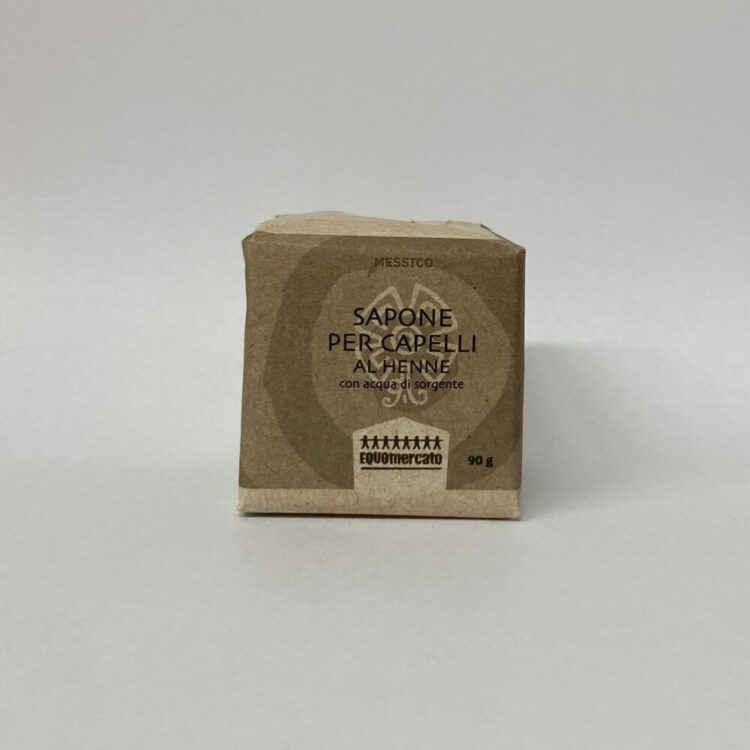 MESSICO
SAPONE
PER CAPELLI
AL HENNE
con acqua di sorgente
EQUOmercato
90 g